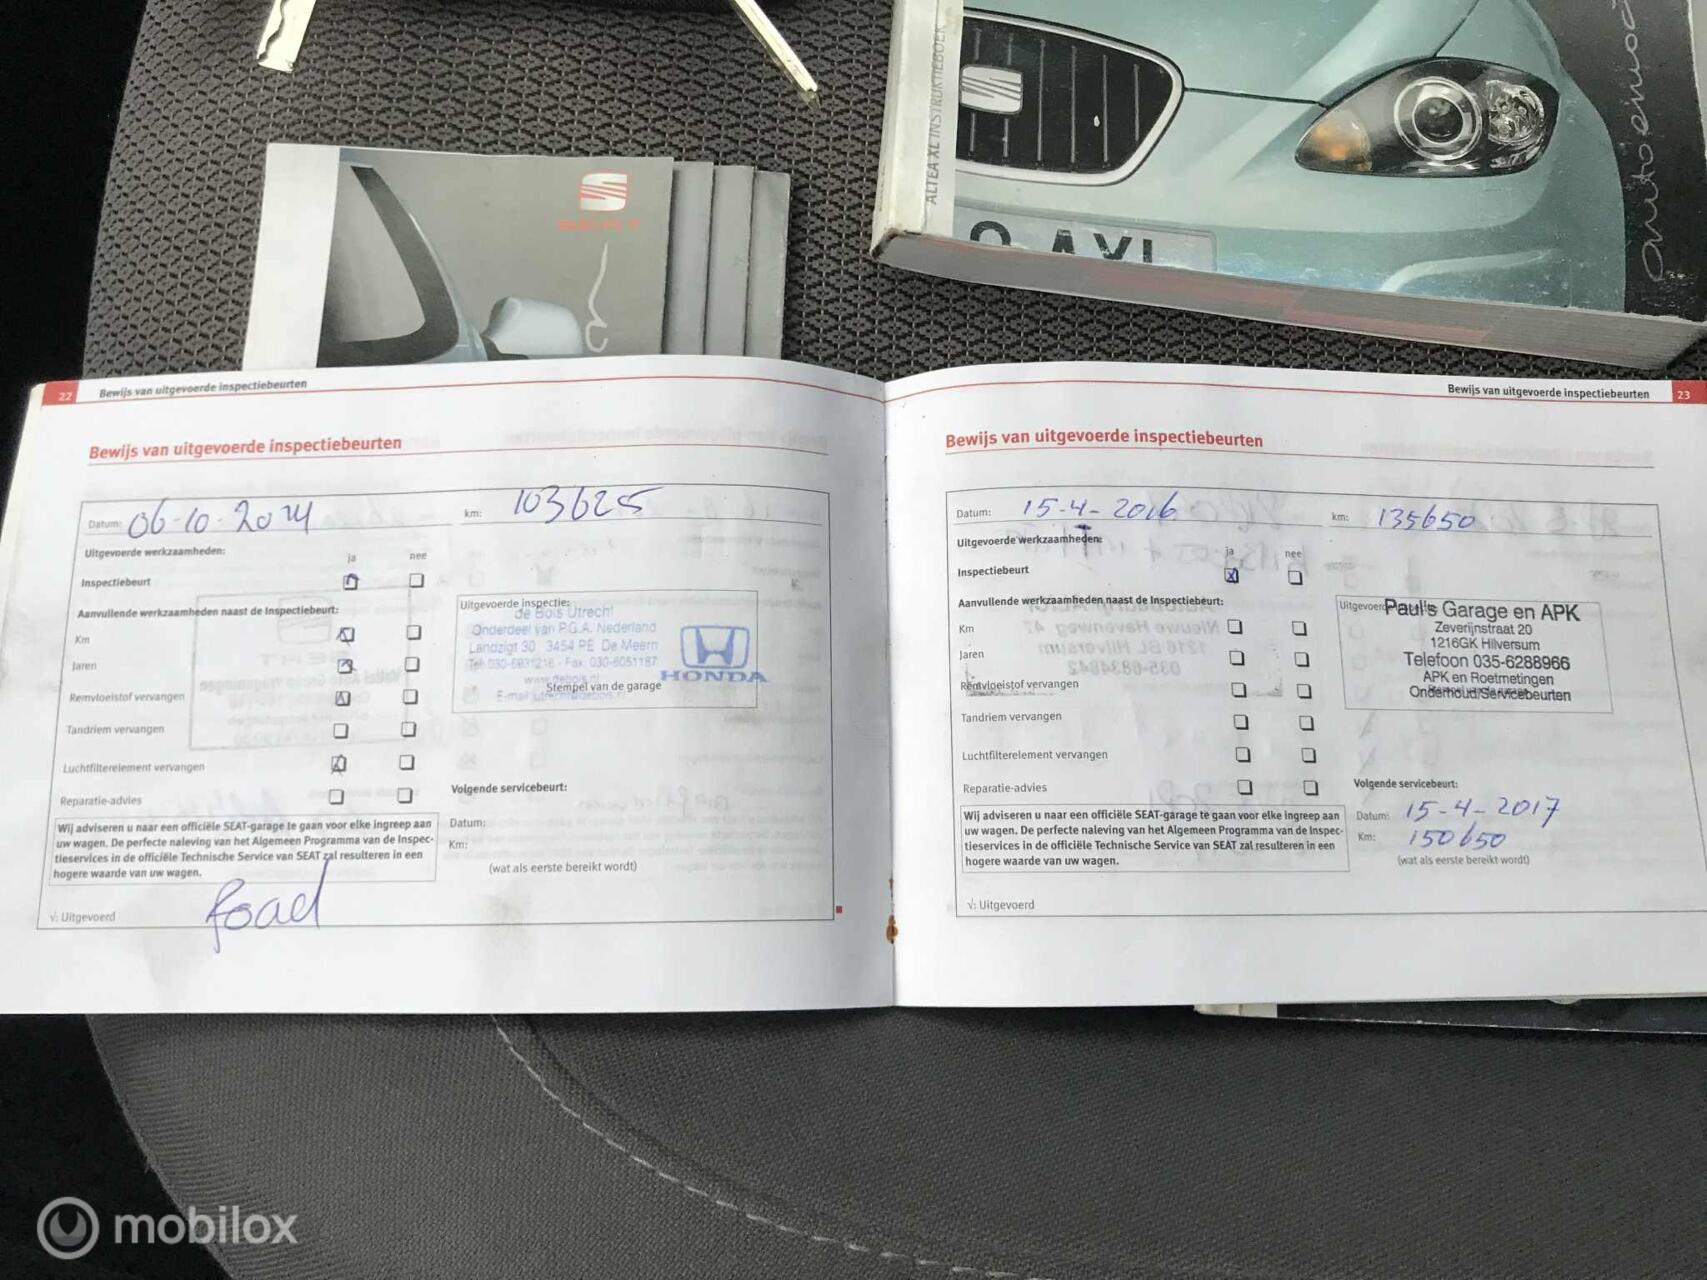 ALTEA XL INSTRUKTIEBOEK
autoemoción
SEAT
22 Bewijs van uitgevoerde inspectiebeurten
Bewijs van uitgevoerde inspectiebeurten
Datum: 06-10-2014 km: 103625
Uitgevoerde werkzaamheden:
ja nee
Inspectiebeurt
Aanvullende werkzaamheden naast de Inspectiebeurt:
Km
Jaren
Remvloeistof vervangen
Tandriem vervangen
Luchtfilterelement vervangen
Reparatie-advies
Uitgevoerde inspectie:
de Bois Utrecht
Onderdeel van P.G.A. Nederland
Landzigt 30 3454 PE De Meern
Tel: 030-6631216 - Fax: 030-6051187
www.debois.nl
Stempel van de garage
HONDA
Volgende servicebeurt:
Datum:
Km:
(wat als eerste bereikt wordt)
Wij adviseren u naar een officiële SEAT-garage te gaan voor elke ingreep aan
uw wagen. De perfecte naleving van het Algemeen Programma van de Inspec-
tieservices in de officiële Technische Service van SEAT zal resulteren in een
hogere waarde van uw wagen.
√: Uitgevoerd
Bewijs van uitgevoerde inspectiebeurten 23
Bewijs van uitgevoerde inspectiebeurten
Datum: 15-4-2016 km: 135650
Uitgevoerde werkzaamheden:
ja nee
Inspectiebeurt
Aanvullende werkzaamheden naast de Inspectiebeurt:
Km
Jaren
Remvloeistof vervangen
Tandriem vervangen
Luchtfilterelement vervangen
Reparatie-advies
Paul's Garage en APK
Zeverijnstraat 20
1216GK Hilversum
Telefoon 035-6288966
APK en Roetmetingen
Onderhoud/Servicebeurten
Volgende servicebeurt:
Datum: 15-4-2017
Km: 150650
(wat als eerste bereikt wordt)
Wij adviseren u naar een officiële SEAT-garage te gaan voor elke ingreep aan
uw wagen. De perfecte naleving van het Algemeen Programma van de Inspec-
tieservices in de officiële Technische Service van SEAT zal resulteren in een
hogere waarde van uw wagen.
√: Uitgevoerd
mobilox